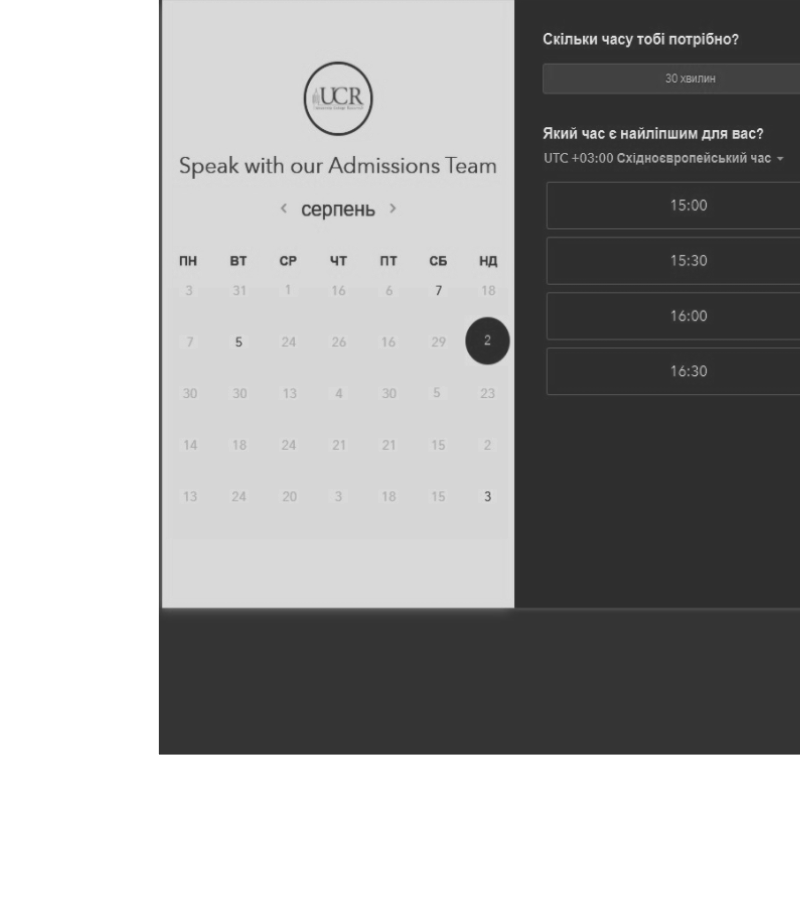 UCR
Speak with our Admissions Team
‹ серпень ›
ПН ВТ СР ЧТ ПТ СБ НД
3 31 1 16 6 7 18
7 5 24 26 16 29 2
30 30 13 4 30 5 23
14 18 24 21 21 15 2
13 24 20 3 18 15 3
Скільки часу тобі потрібно?
30 хвилин
Який час є найліпшим для вас?
UTC +03:00 Східноєвропейський час
15:00
15:30
16:00
16:30